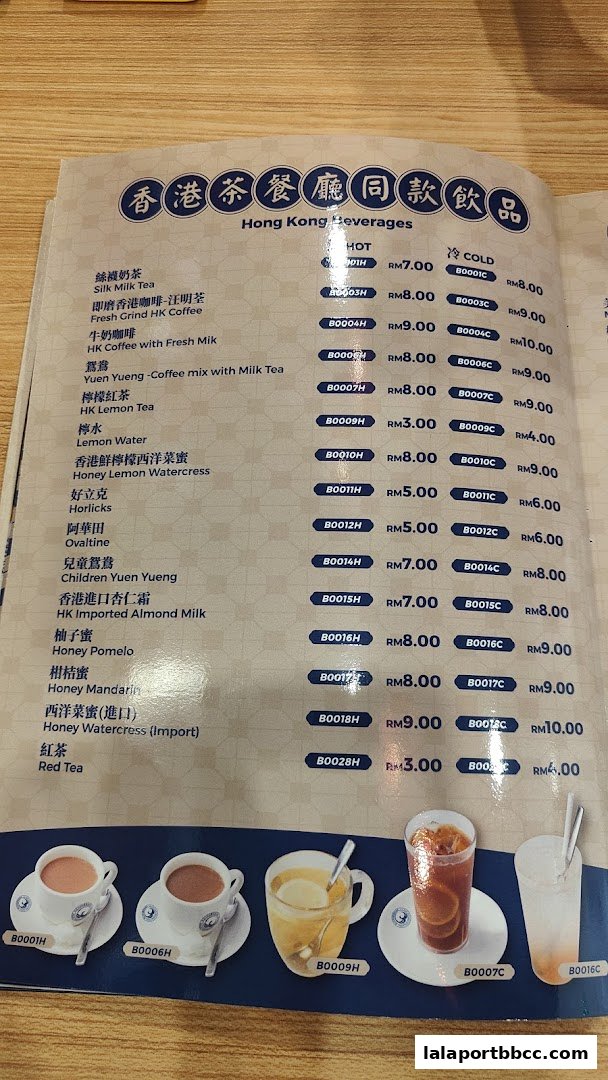 香港茶餐廳同款飲品
Hong Kong Beverages
HOT 冷 COLD
絲襪奶茶
Silk Milk Tea B0001H RM7.00 B0001C RM8.00
即磨香港咖啡-汪明荃
Fresh Grind HK Coffee B0003H RM8.00 B0003C RM9.00
牛奶咖啡
HK Coffee with Fresh Mik B0004H RM9.00 B0004C RM10.00
鴛鴦
Yuen Yueng -Coffee mix with Milk Tea B0006H RM8.00 B0006C RM9.00
檸檬紅茶
HK Lemon Tea B0007H RM8.00 B0007C RM9.00
檸水
Lemon Water B0009H RM3.00 B0009C RM4.00
香港鮮檸檬西洋菜蜜
Honey Lemon Watercress B0010H RM8.00 B0010C RM9.00
好立克
Horlicks B0011H RM5.00 B0011C RM6.00
阿華田
Ovaltine B0012H RM5.00 B0012C RM6.00
兒童鴛鴦
Children Yuen Yueng B0014H RM7.00 B0014C RM8.00
香港進口杏仁霜
HK Imported Almond Milk B0015H RM7.00 B0015C RM8.00
柚子蜜
Honey Pomelo B0016H RM8.00 B0016C RM9.00
柑桔蜜
Honey Mandarin B0017H RM8.00 B0017C RM9.00
西洋菜蜜(進口)
Honey Watercress (Import) B0018H RM9.00 B0018C RM10.00
紅茶
Red Tea B0028H RM3.00 RM4.00
B0001H B0006H B0009H B0007C B0016C
lalaportbbcc.com